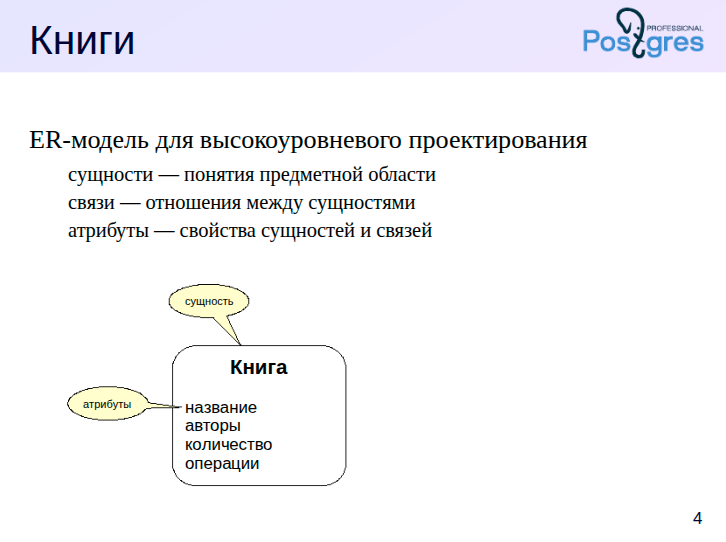 Книги
PROFESSIONAL
Postgres
ER-модель для высокоуровневого проектирования
сущности — понятия предметной области
связи — отношения между сущностями
атрибуты — свойства сущностей и связей
сущность
Книга
атрибуты
название
авторы
количество
операции
4